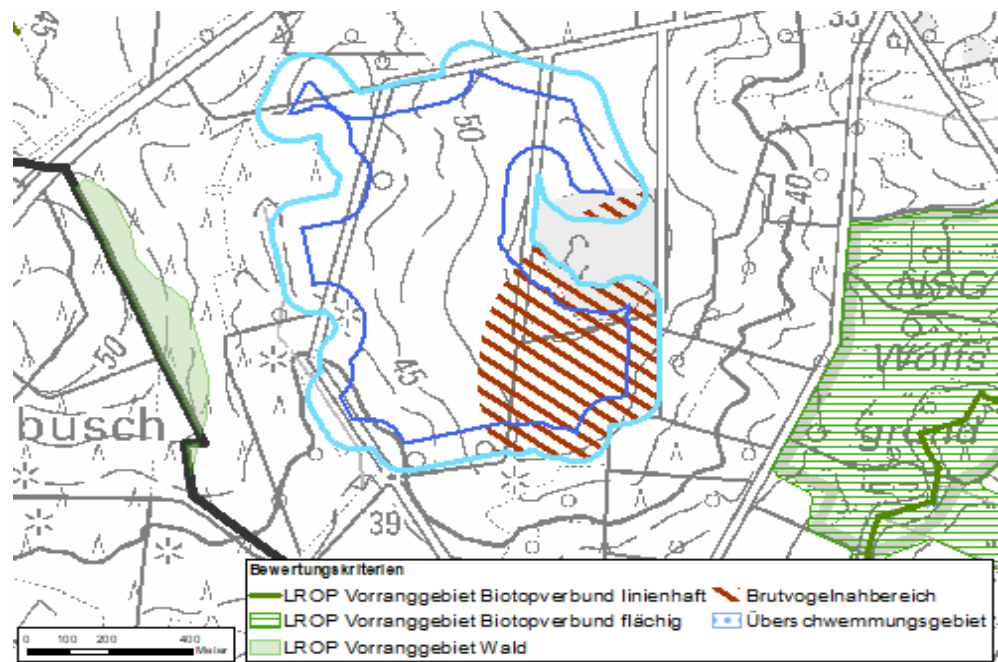 45
33
50
40
NSG
Wolfs
grund
50
45
busch
39
Bewertungskriterien
LROP Vorranggebiet Biotopverbund linienhaft
Brutvogelnahbereich
LROP Vorranggebiet Biotopverbund flächig
Überschwemmungsgebiet
LROP Vorranggebiet Wald
0 100 200 400
Meter